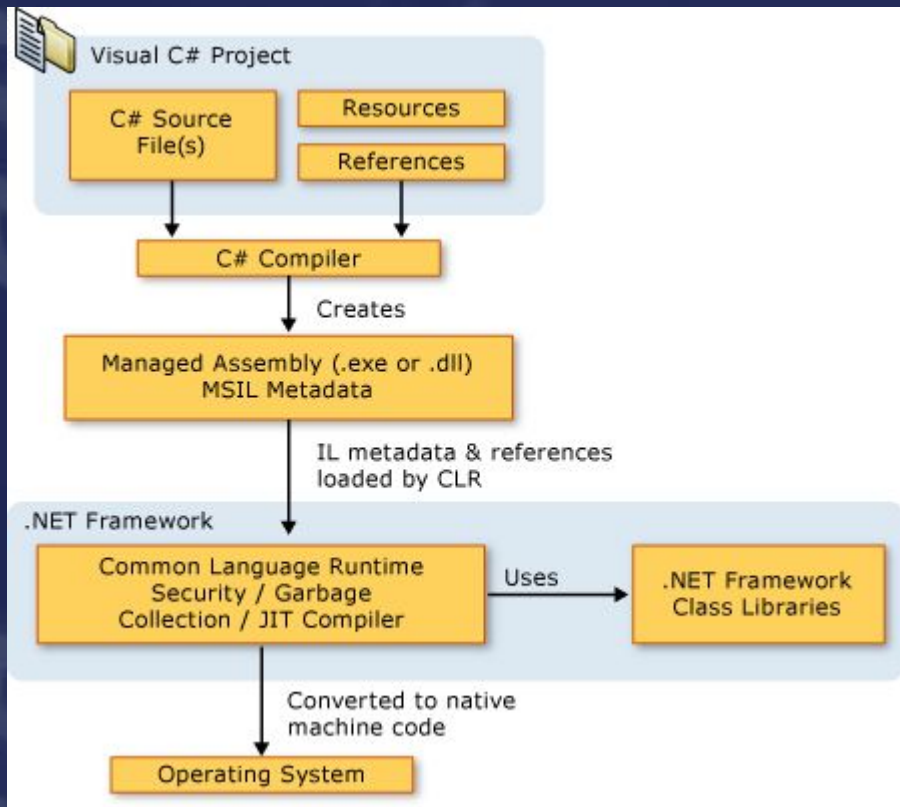 Visual C# Project
C# Source
File(s)
Resources
References
C# Compiler
Creates
Managed Assembly (.exe or .dll)
MSIL Metadata
IL metadata & references
loaded by CLR
.NET Framework
Common Language Runtime
Security / Garbage
Collection / JIT Compiler
Uses
.NET Framework
Class Libraries
Converted to native
machine code
Operating System